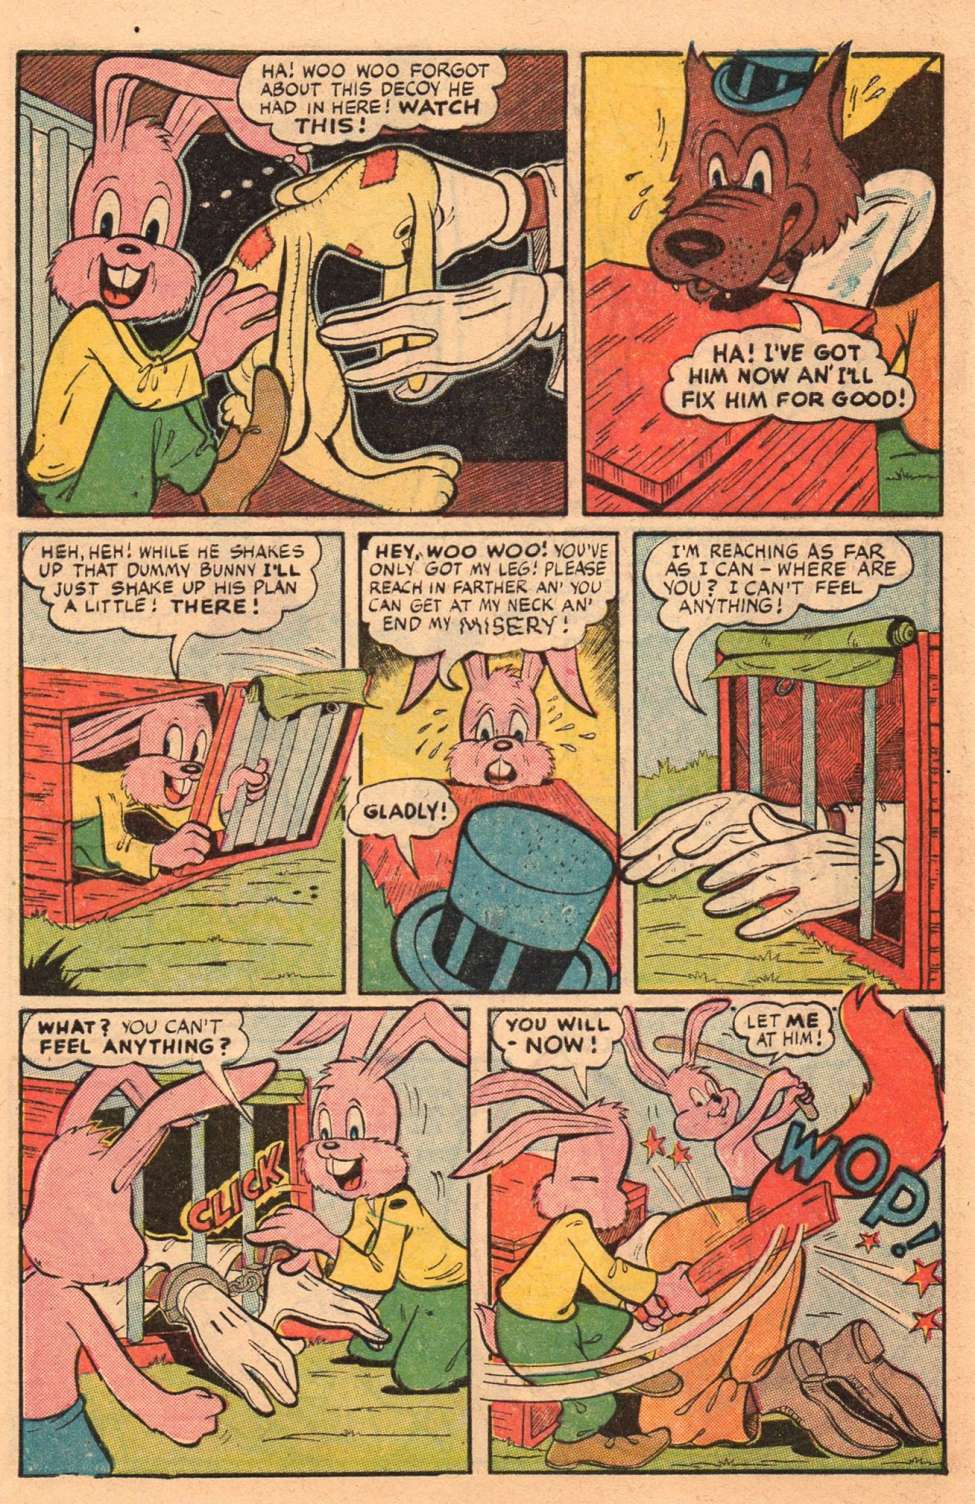 HA! WOO WOO FORGOT
ABOUT THIS DECOY HE
HAD IN HERE! WATCH
THIS!
HA! I'VE GOT
HIM NOW AN' I'LL
FIX HIM FOR GOOD!
HEH, HEH! WHILE HE SHAKES
UP THAT DUMMY BUNNY I'LL
JUST SHAKE UP HIS PLAN
A LITTLE! THERE!
HEY, WOO WOO! YOU'VE
ONLY GOT MY LEG! PLEASE
REACH IN FARTHER AN' YOU
CAN GET AT MY NECK AN'
END MY MISERY!
GLADLY!
I'M REACHING AS FAR
AS I CAN - WHERE ARE
YOU? I CAN'T FEEL
ANYTHING!
WHAT? YOU CAN'T
FEEL ANYTHING?
CLICK
YOU WILL
- NOW!
LET ME
AT HIM!
WOP!